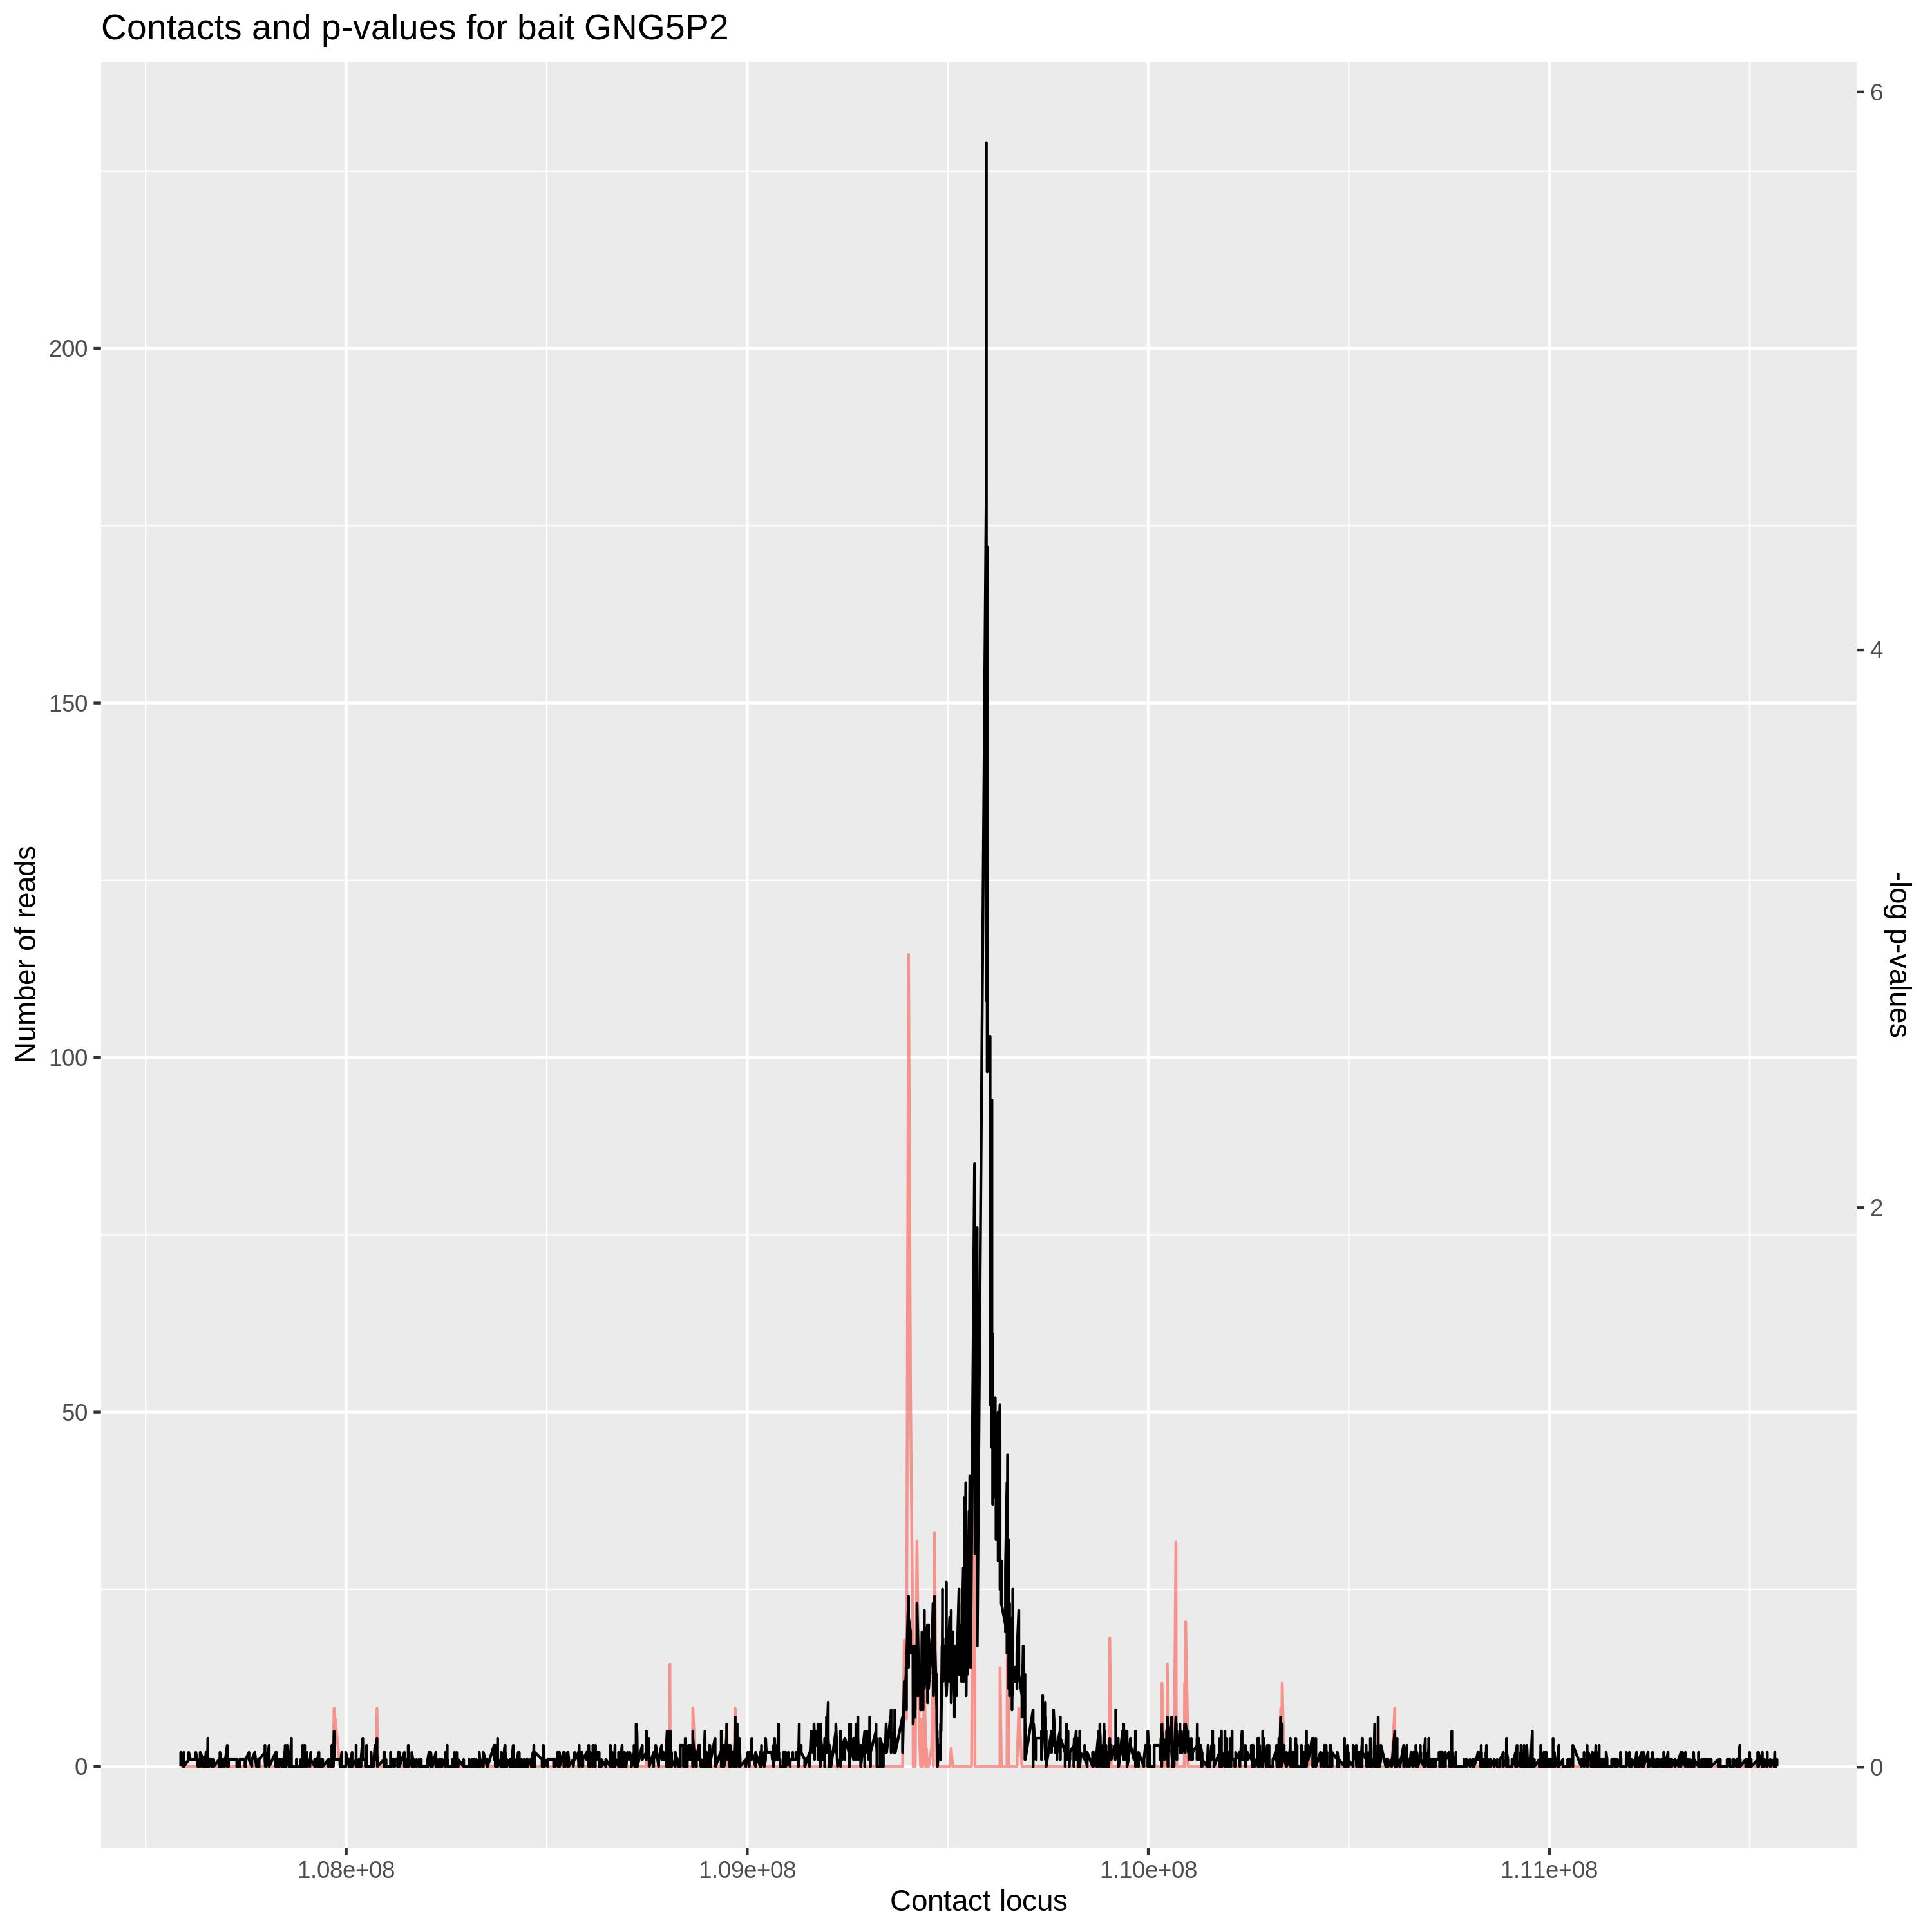 Contacts and p-values for bait GNG5P2
Number of reads
200
150
100
50
0
6
4
2
0
-log p-values
1.08e+08
1.09e+08
1.10e+08
1.11e+08
Contact locus